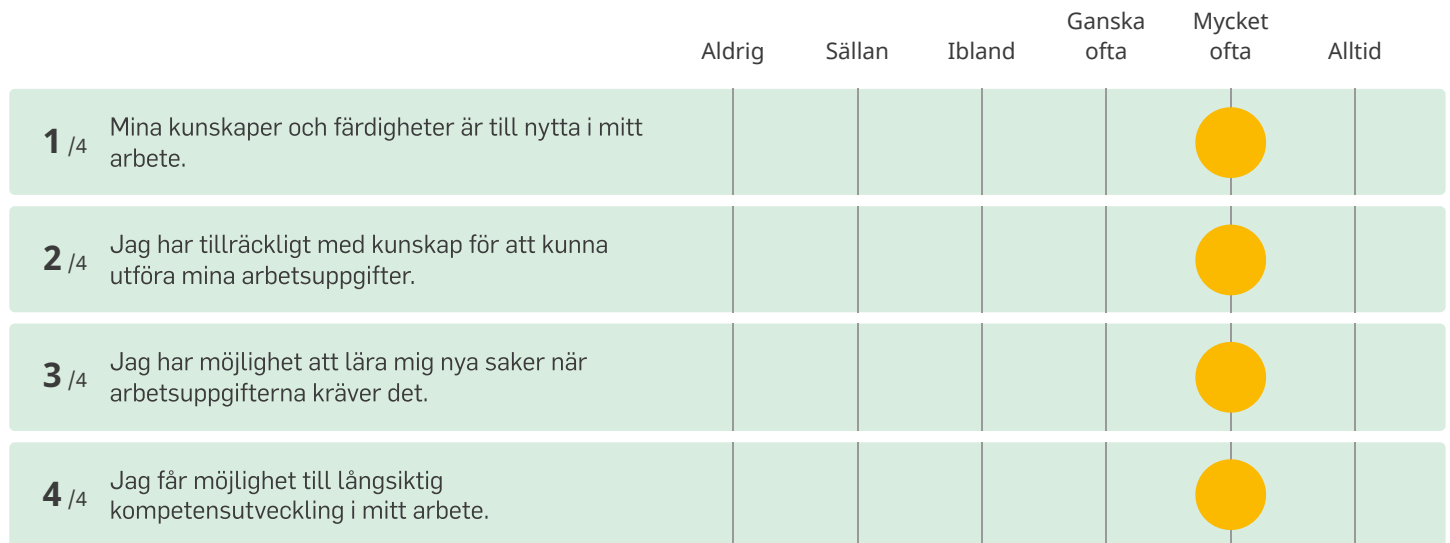 Aldrig Sällan Ibland Ganska ofta Mycket ofta Alltid
1 /4 Mina kunskaper och färdigheter är till nytta i mitt
arbete.
2 /4 Jag har tillräckligt med kunskap för att kunna
utföra mina arbetsuppgifter.
3 /4 Jag har möjlighet att lära mig nya saker när
arbetsuppgifterna kräver det.
4 /4 Jag får möjlighet till långsiktig
kompetensutveckling i mitt arbete.